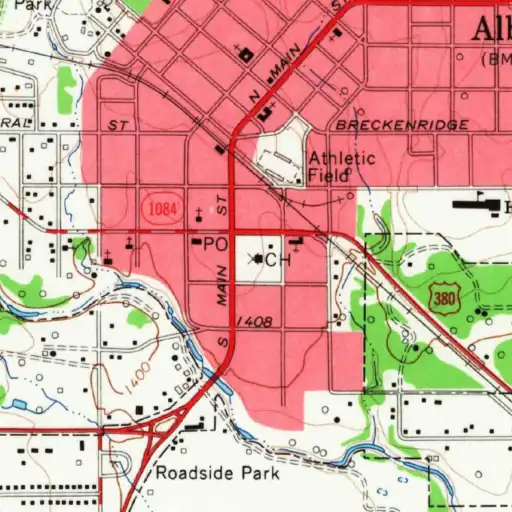 Park
Alb
(BM
N MAIN S
RAL ST
BRECKENRIDGE
Athletic
Field
1084
MAIN ST
PO
CH
H
380
S MAIN
1408
1400
Roadside Park